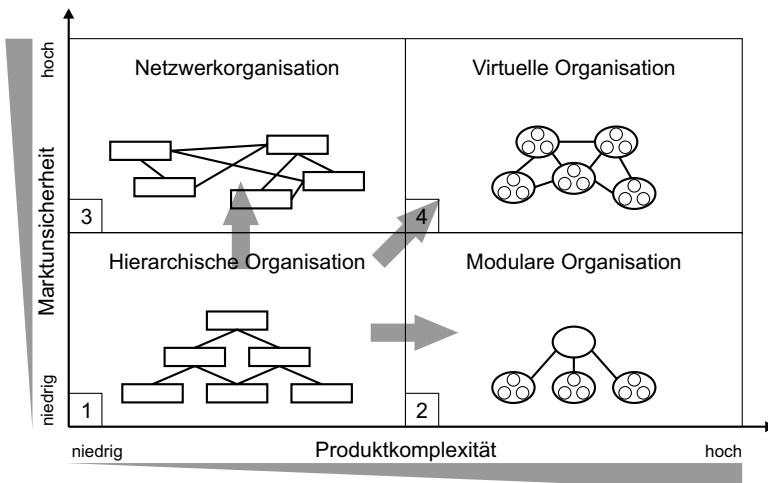 hoch
Netzwerkorganisation
Virtuelle Organisation
Marktunsicherheit
3
4
Hierarchische Organisation
Modulare Organisation
niedrig
1
2
niedrig
Produktkomplexität
hoch